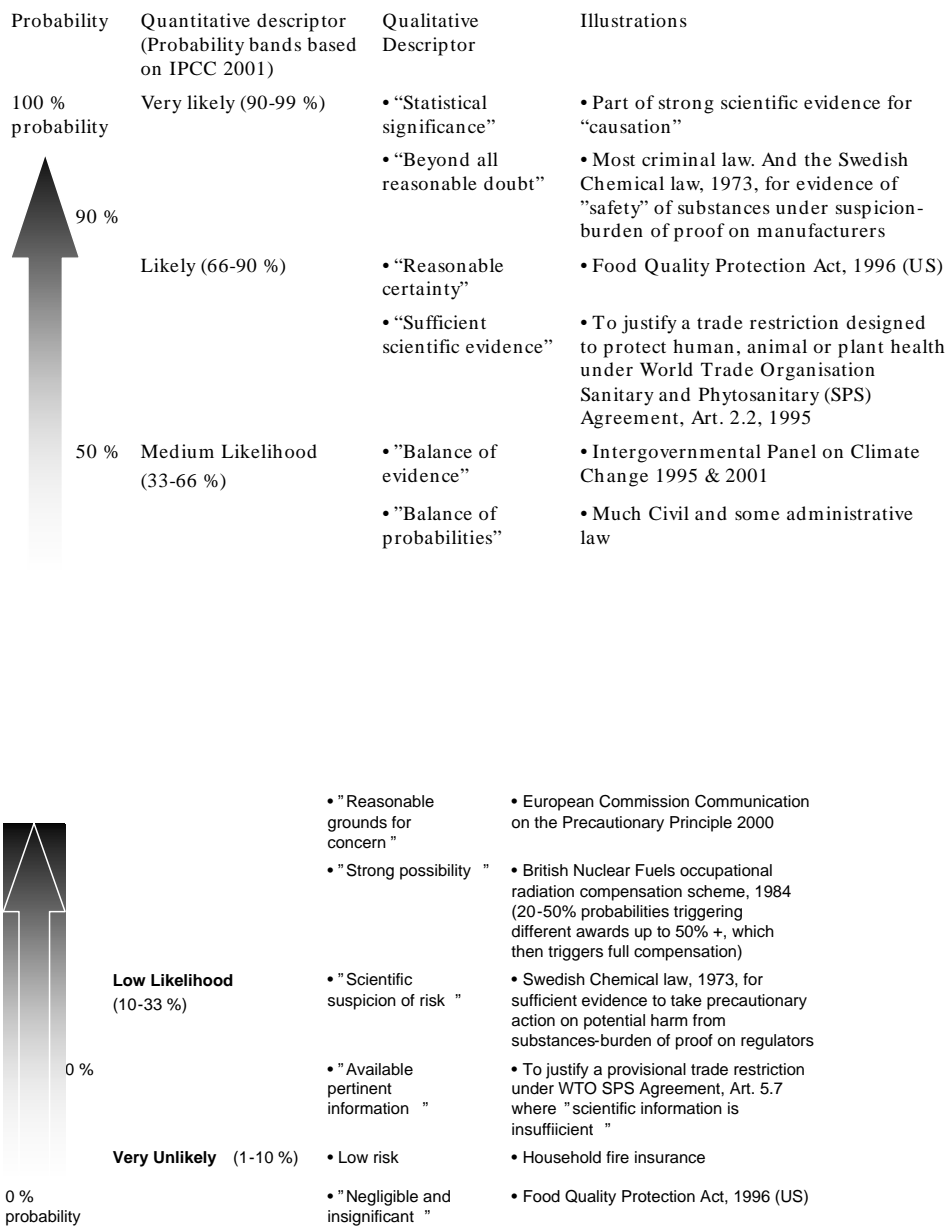 Probability
Quantitative descriptor
(Probability bands based
on IPCC 2001)
Qualitative
Descriptor
Illustrations
100 %
probability
Very likely (90-99 %)
• “Statistical
significance”
• Part of strong scientific evidence for
“causation”
• “Beyond all
reasonable doubt”
• Most criminal law. And the Swedish
Chemical law, 1973, for evidence of
”safety” of substances under suspicion-
burden of proof on manufacturers
90 %
Likely (66-90 %)
• “Reasonable
certainty”
• Food Quality Protection Act, 1996 (US)
• “Sufficient
scientific evidence”
• To justify a trade restriction designed
to protect human, animal or plant health
under World Trade Organisation
Sanitary and Phytosanitary (SPS)
Agreement, Art. 2.2, 1995
50 %
Medium Likelihood
(33-66 %)
• ”Balance of
evidence”
• Intergovernmental Panel on Climate
Change 1995 & 2001
• ”Balance of
probabilities”
• Much Civil and some administrative
law
• ”Reasonable
grounds for
concern ”
• European Commission Communication
on the Precautionary Principle 2000
• ”Strong possibility ”
• British Nuclear Fuels occupational
radiation compensation scheme, 1984
(20-50% probabilities triggering
different awards up to 50% +, which
then triggers full compensation)
Low Likelihood
(10-33 %)
• ”Scientific
suspicion of risk ”
• Swedish Chemical law, 1973, for
sufficient evidence to take precautionary
action on potential harm from
substances-burden of proof on regulators
0 %
• ”Available
pertinent
information ”
• To justify a provisional trade restriction
under WTO SPS Agreement, Art. 5.7
where ”scientific information is
insuffiicient ”
Very Unlikely (1-10 %)
• Low risk
• Household fire insurance
0 %
probability
• ”Negligible and
insignificant ”
• Food Quality Protection Act, 1996 (US)